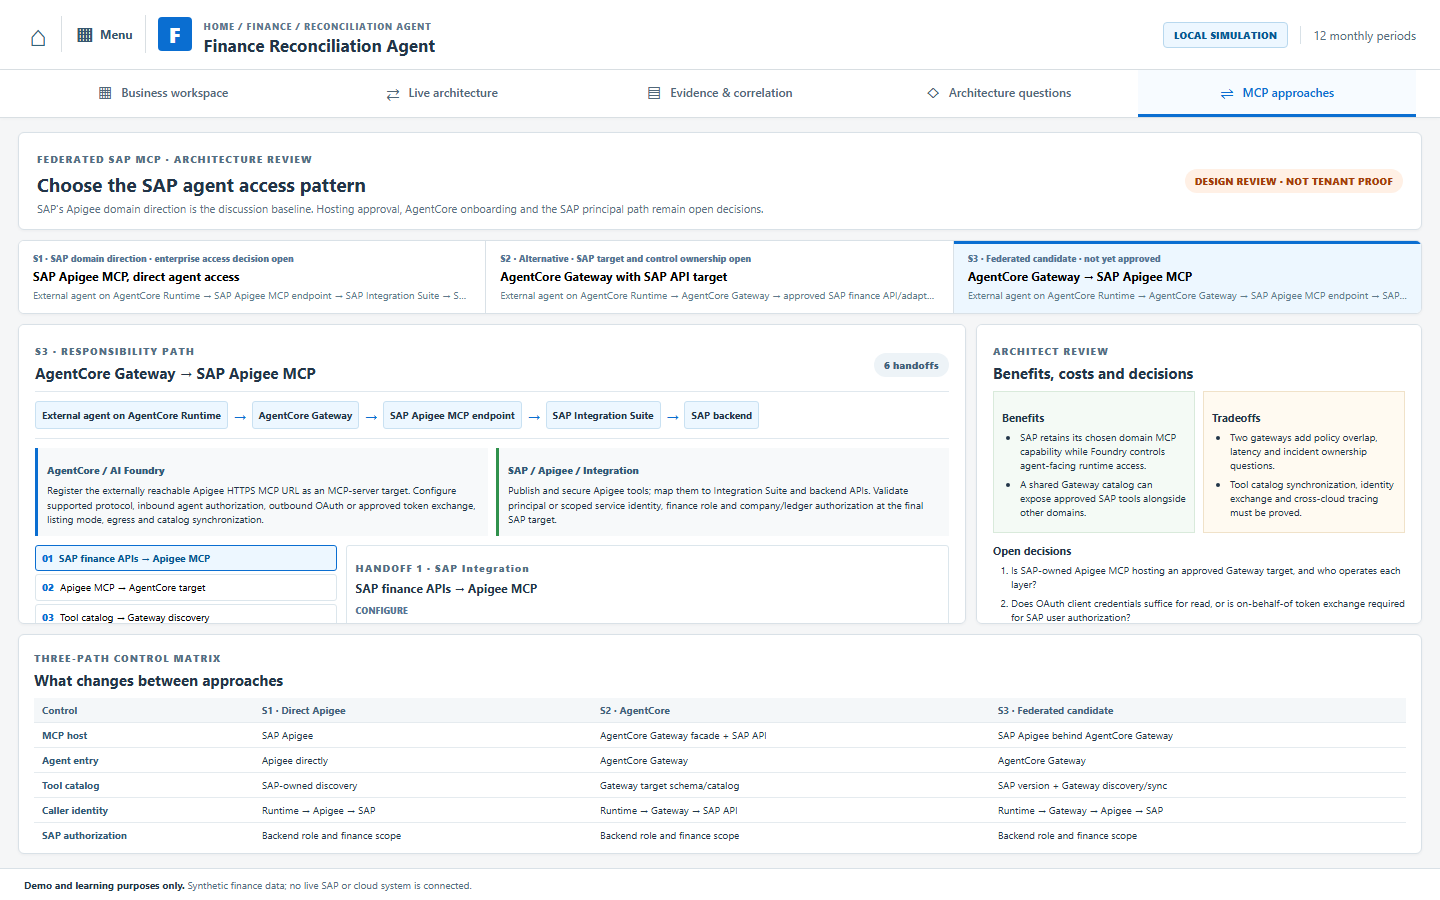 Menu
F
HOME / FINANCE / RECONCILIATION AGENT
Finance Reconciliation Agent
LOCAL SIMULATION
12 monthly periods
Business workspace
Live architecture
Evidence & correlation
Architecture questions
MCP approaches
FEDERATED SAP MCP · ARCHITECTURE REVIEW
Choose the SAP agent access pattern
SAP's Apigee domain direction is the discussion baseline. Hosting approval, AgentCore onboarding and the SAP principal path remain open decisions.
DESIGN REVIEW · NOT TENANT PROOF
S1 · SAP domain direction · enterprise access decision open
SAP Apigee MCP, direct agent access
External agent on AgentCore Runtime → SAP Apigee MCP endpoint → SAP Integration Suite → S...
S2 · Alternative · SAP target and control ownership open
AgentCore Gateway with SAP API target
External agent on AgentCore Runtime → AgentCore Gateway → approved SAP finance API/adapt...
S3 · Federated candidate · not yet approved
AgentCore Gateway → SAP Apigee MCP
External agent on AgentCore Runtime → AgentCore Gateway → SAP Apigee MCP endpoint → SAP...
S3 · RESPONSIBILITY PATH
AgentCore Gateway → SAP Apigee MCP
6 handoffs
External agent on AgentCore Runtime → AgentCore Gateway → SAP Apigee MCP endpoint → SAP Integration Suite → SAP backend
AgentCore / AI Foundry
Register the externally reachable Apigee HTTPS MCP URL as an MCP-server target. Configure
supported protocol, inbound agent authorization, outbound OAuth or approved token exchange,
listing mode, egress and catalog synchronization.
SAP / Apigee / Integration
Publish and secure Apigee tools; map them to Integration Suite and backend APIs. Validate
principal or scoped service identity, finance role and company/ledger authorization at the final
SAP target.
01 SAP finance APIs → Apigee MCP
02 Apigee MCP → AgentCore target
03 Tool catalog → Gateway discovery
HANDOFF 1 · SAP Integration
SAP finance APIs → Apigee MCP
CONFIGURE
ARCHITECT REVIEW
Benefits, costs and decisions
Benefits
• SAP retains its chosen domain MCP
capability while Foundry controls
agent-facing runtime access.
• A shared Gateway catalog can
expose approved SAP tools alongside
other domains.
Tradeoffs
• Two gateways add policy overlap,
latency and incident ownership
questions.
• Tool catalog synchronization, identity
exchange and cross-cloud tracing
must be proved.
Open decisions
1. Is SAP-owned Apigee MCP hosting an approved Gateway target, and who operates each
layer?
2. Does OAuth client credentials suffice for read, or is on-behalf-of token exchange required
for SAP user authorization?
THREE-PATH CONTROL MATRIX
What changes between approaches
Control S1 · Direct Apigee S2 · AgentCore S3 · Federated candidate
MCP host SAP Apigee AgentCore Gateway facade + SAP API SAP Apigee behind AgentCore Gateway
Agent entry Apigee directly AgentCore Gateway AgentCore Gateway
Tool catalog SAP-owned discovery Gateway target schema/catalog SAP version + Gateway discovery/sync
Caller identity Runtime → Apigee → SAP Runtime → Gateway → SAP API Runtime → Gateway → Apigee → SAP
SAP authorization Backend role and finance scope Backend role and finance scope Backend role and finance scope
Demo and learning purposes only. Synthetic finance data; no live SAP or cloud system is connected.